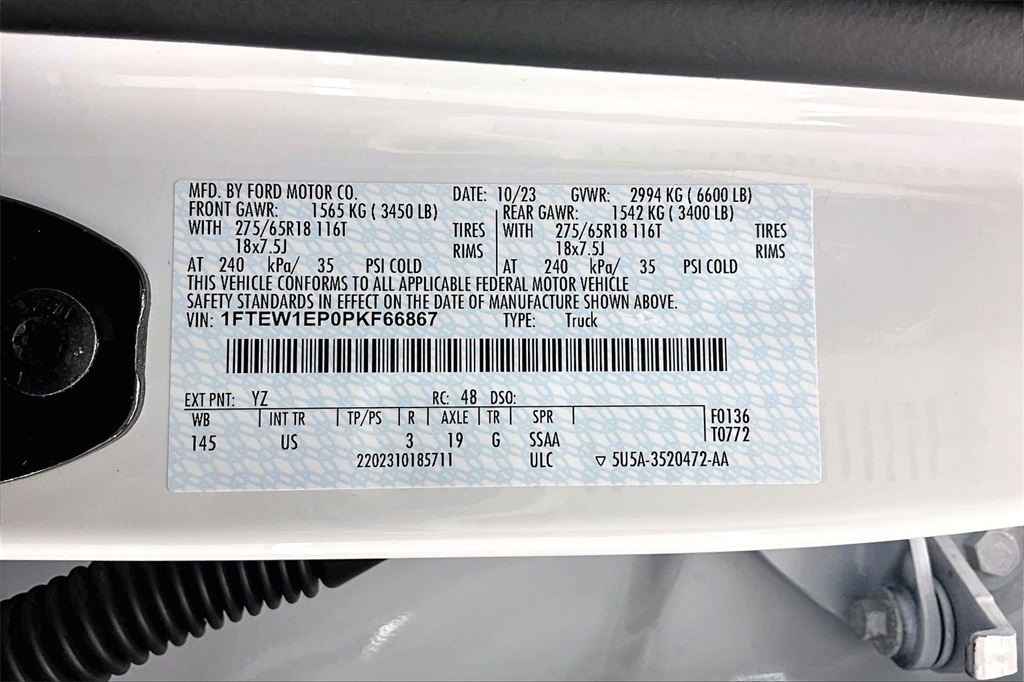 MFD. BY FORD MOTOR CO. DATE: 10/23 GVWR: 2994 KG ( 6600 LB)
FRONT GAWR: 1565 KG ( 3450 LB) REAR GAWR: 1542 KG ( 3400 LB)
WITH 275/65R18 116T TIRES WITH 275/65R18 116T TIRES
18x7.5J RIMS 18x7.5J RIMS
AT 240 kPa/ 35 PSI COLD AT 240 kPa/ 35 PSI COLD
THIS VEHICLE CONFORMS TO ALL APPLICABLE FEDERAL MOTOR VEHICLE
SAFETY STANDARDS IN EFFECT ON THE DATE OF MANUFACTURE SHOWN ABOVE.
VIN: 1FTEW1EP0PKF66867 TYPE: Truck
EXT PNT: YZ RC: 48 DSO:
WB INT TR TP/PS R AXLE TR SPR F0136
145 US 3 19 G SSAA T0772
2202310185711 ULC ▽ 5U5A-3520472-AA